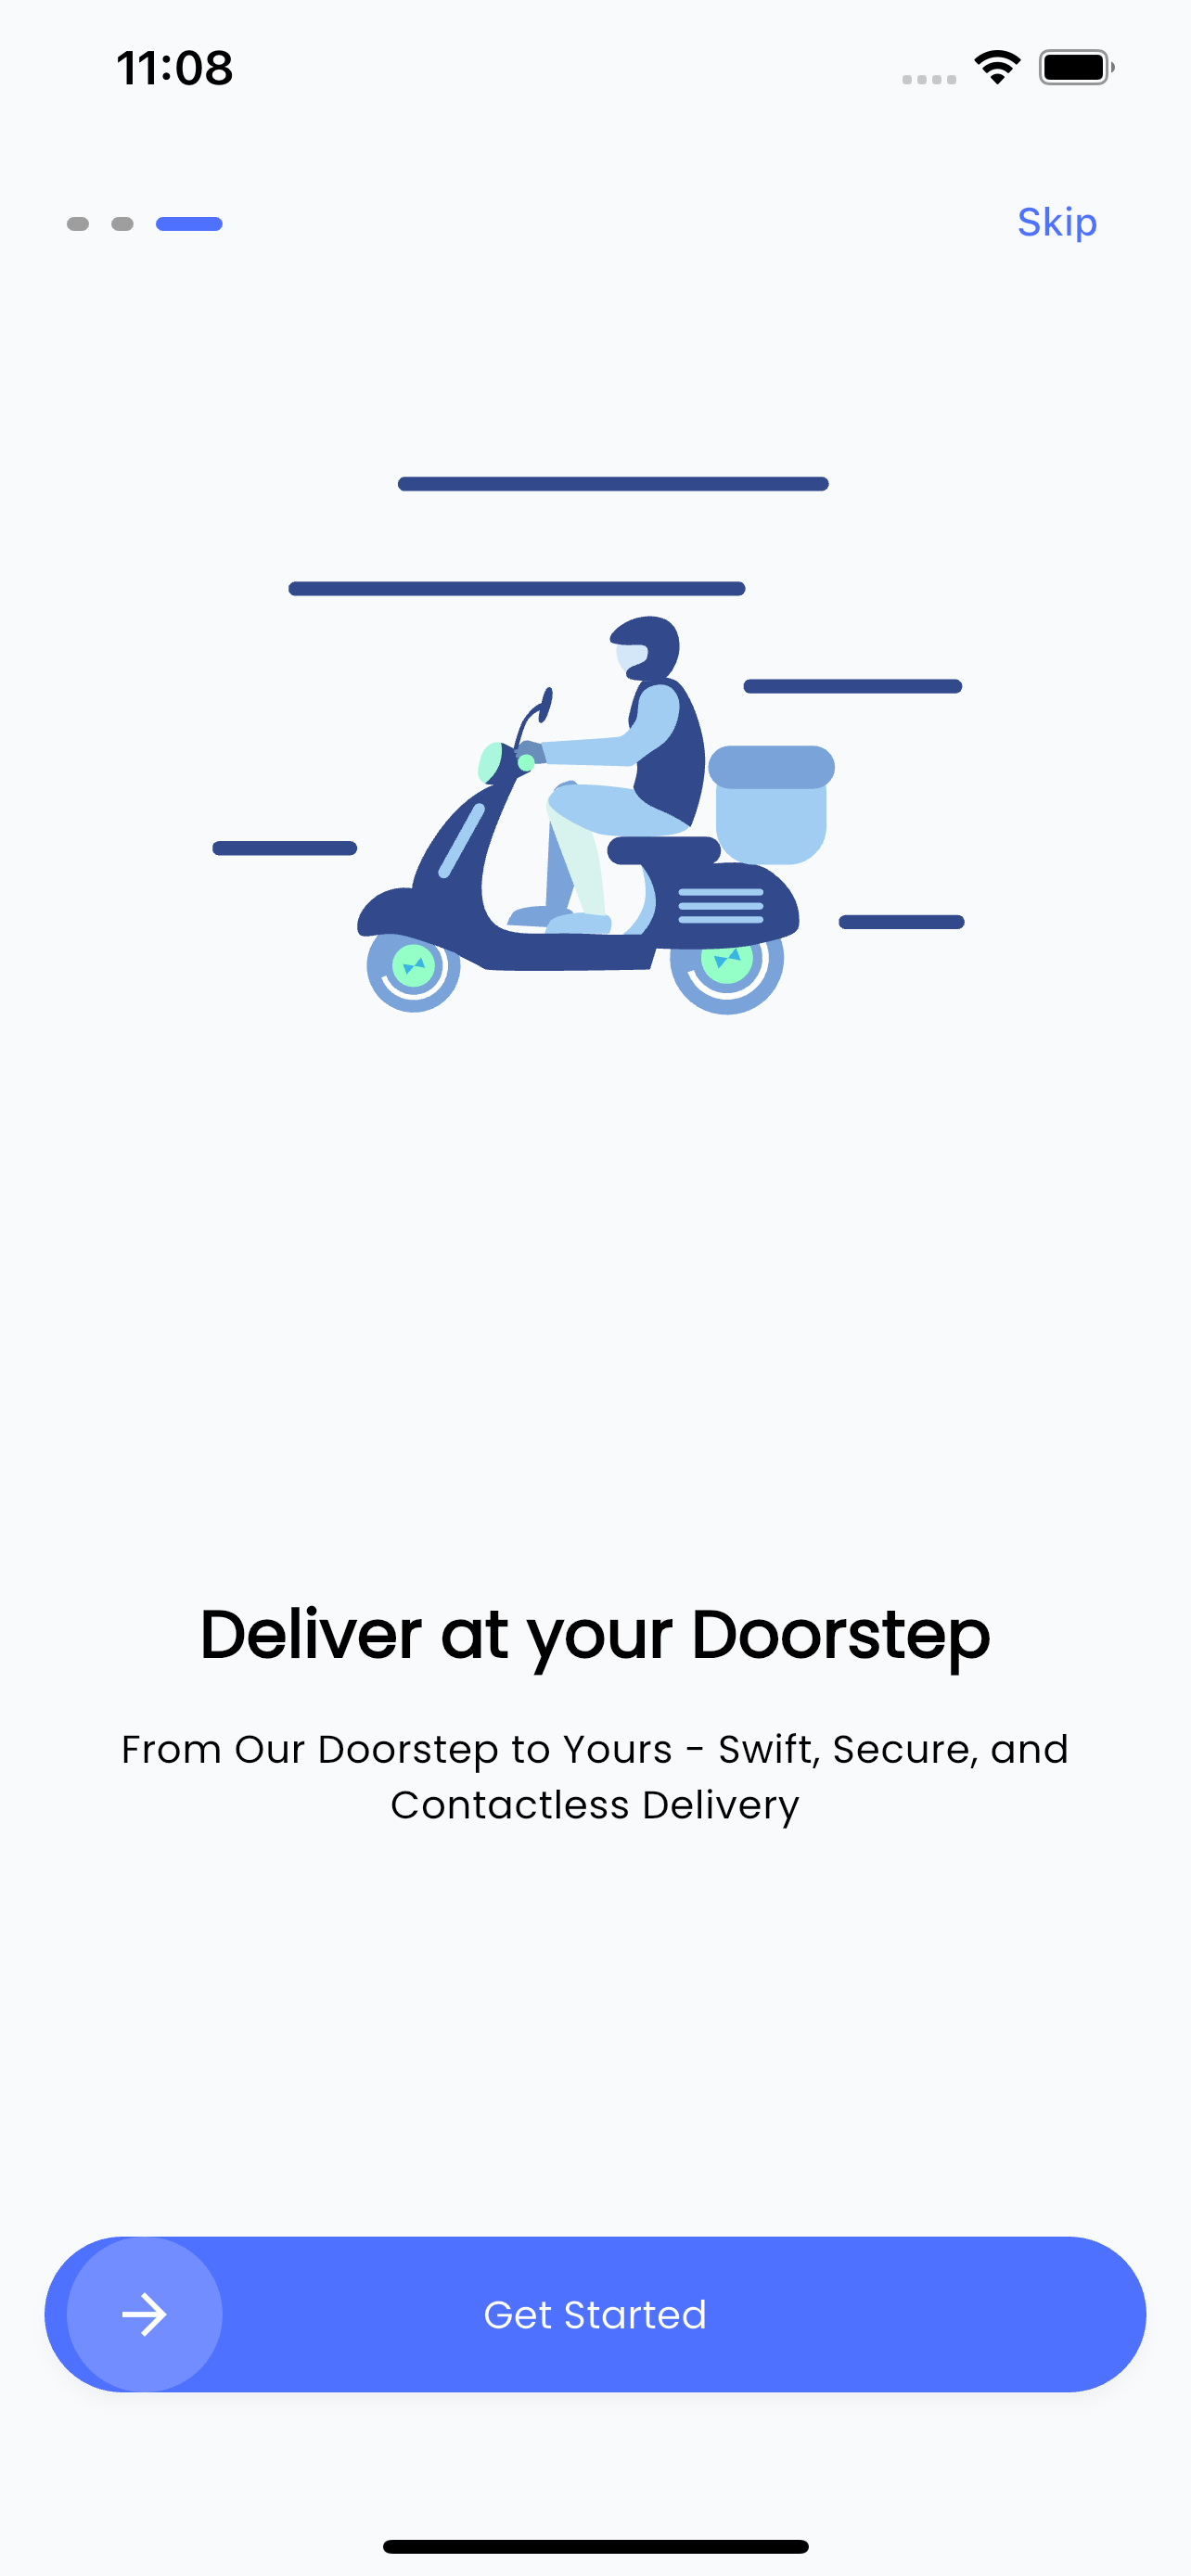 11:08
Skip
Deliver at your Doorstep
From Our Doorstep to Yours - Swift, Secure, and
Contactless Delivery
Get Started